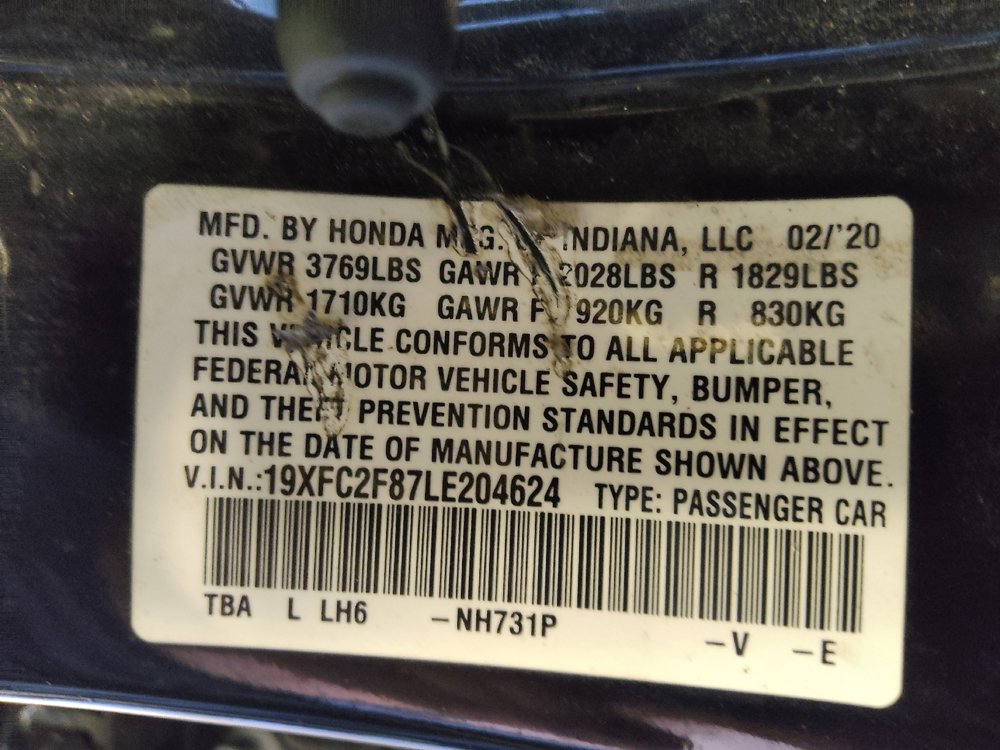 MFD. BY HONDA MFG. OF INDIANA, LLC 02/'20
GVWR 3769LBS GAWR F 2028LBS R 1829LBS
GVWR 1710KG GAWR F 920KG R 830KG
THIS VEHICLE CONFORMS TO ALL APPLICABLE
FEDERAL MOTOR VEHICLE SAFETY, BUMPER,
AND THEFT PREVENTION STANDARDS IN EFFECT
ON THE DATE OF MANUFACTURE SHOWN ABOVE.
V.I.N.:19XFC2F87LE204624 TYPE: PASSENGER CAR
TBA L LH6 -NH731P -V -E